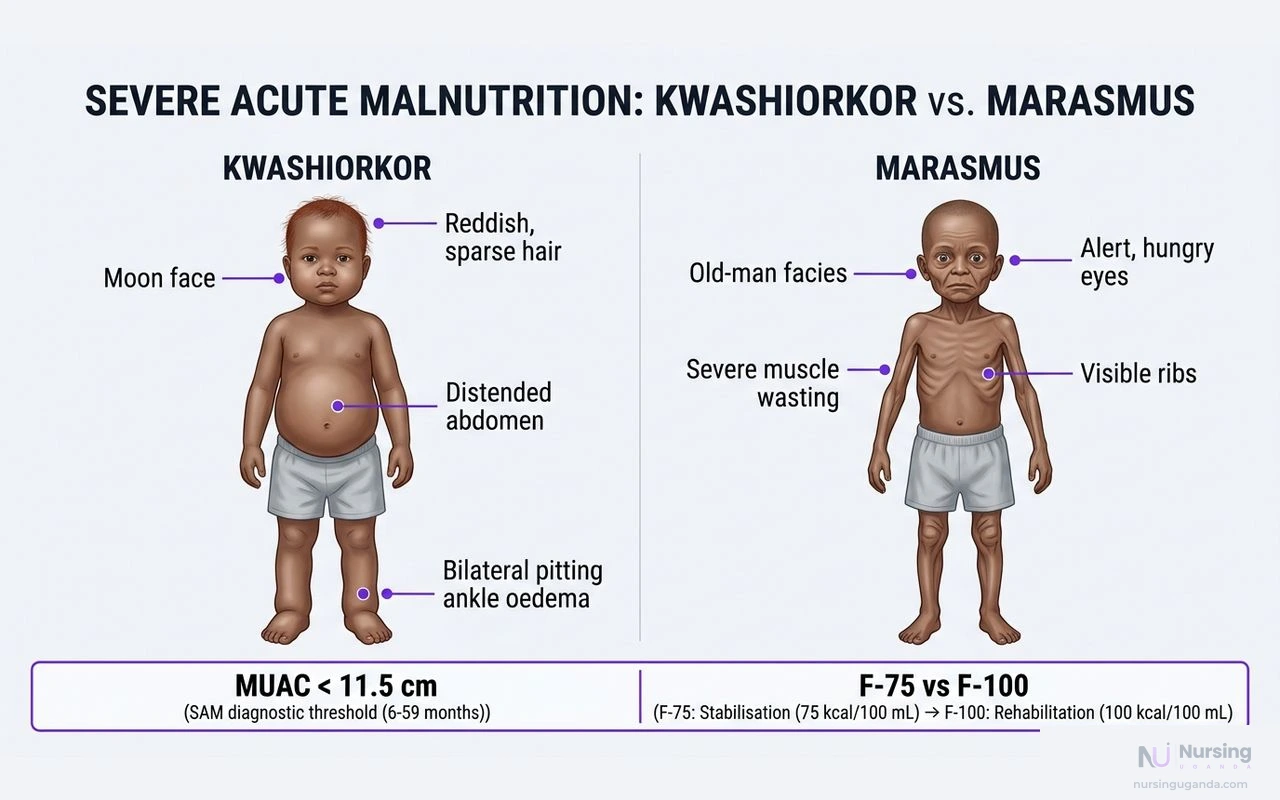 SEVERE ACUTE MALNUTRITION: KWASHIORKOR vs. MARASMUS
KWASHIORKOR
Reddish,
sparse hair
Moon face
Distended
abdomen
Bilateral pitting
ankle oedema
MARASMUS
Alert, hungry
eyes
Old-man facies
Severe muscle
wasting
Visible ribs
MUAC < 11.5 cm
(SAM diagnostic threshold (6-59 months))
F-75 vs F-100
(F-75: Stabilisation (75 kcal/100 mL) → F-100: Rehabilitation (100 kcal/100 mL)
NU Nursing
UGANDA
nursinguganda.com